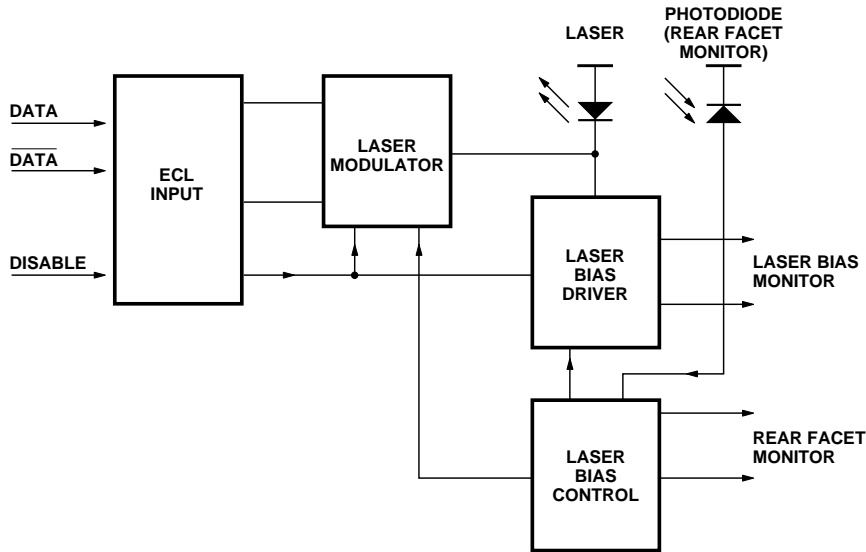 LASER
PHOTODIODE
(REAR FACET
MONITOR)
DATA
DATA
DISABLE
ECL
INPUT
LASER
MODULATOR
LASER
BIAS
DRIVER
LASER BIAS
MONITOR
LASER
BIAS
CONTROL
REAR FACET
MONITOR